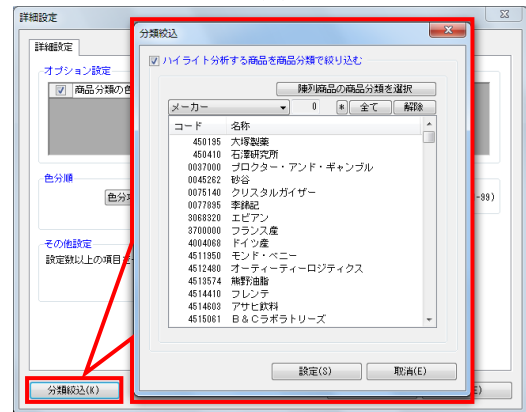 詳細設定
詳細設定
オプション設定
商品分類の色
色分順
色分項
-99)
その他設定
設定数以上の項目を
分類絞込(K)
E)
分類絞込
ハイライト分析する商品を商品分類で絞り込む
陳列商品の商品分類を選択
メーカー 0 * 全て 解除
コード 名称
450195 大塚製薬
450410 石澤研究所
0037000 プロクター・アンド・ギャンブル
0045262 砂谷
0075140 クリスタルガイザー
0077895 李錦記
3068320 エビアン
3700000 フランス産
4004068 ドイツ産
4511950 モンド・ペニー
4512480 オーティーティーロジティクス
4513574 熊野油脂
4514410 フレンテ
4514603 アサヒ飲料
4515061 B&Cラボラトリーズ
設定(S) 取消(E)